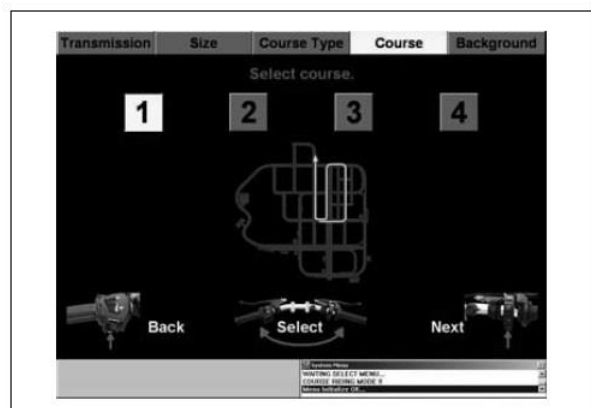 Transmission Size Course Type Course Background
Select course.
1 2 3 4
Back Select Next
System Menu
WAITING SELECT MENU...
COURSE RIDING MODE 0
Menu Initialize OK...